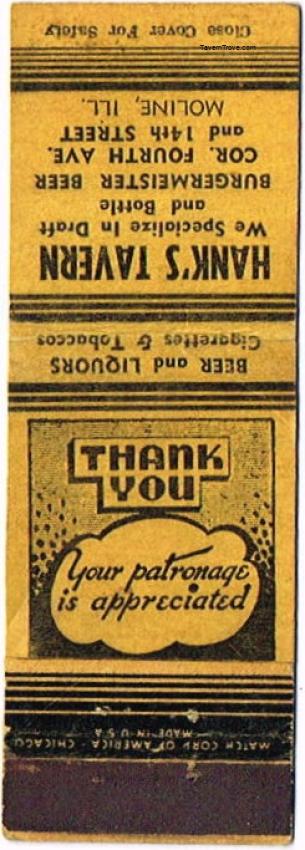 Close Cover For Safety
TavernTrove.com
HANK'S TAVERN
We Specialize In Draft
and Bottle
BURGERMEISTER BEER
COR. FOURTH AVE.
and 14th STREET
MOLINE, ILL.
BEER and LIQUORS
Cigarettes & Tobaccos
THANK
YOU
Your patronage
is appreciated
MATCH CORP OF AMERICA CHICAGO
MADE IN U S A